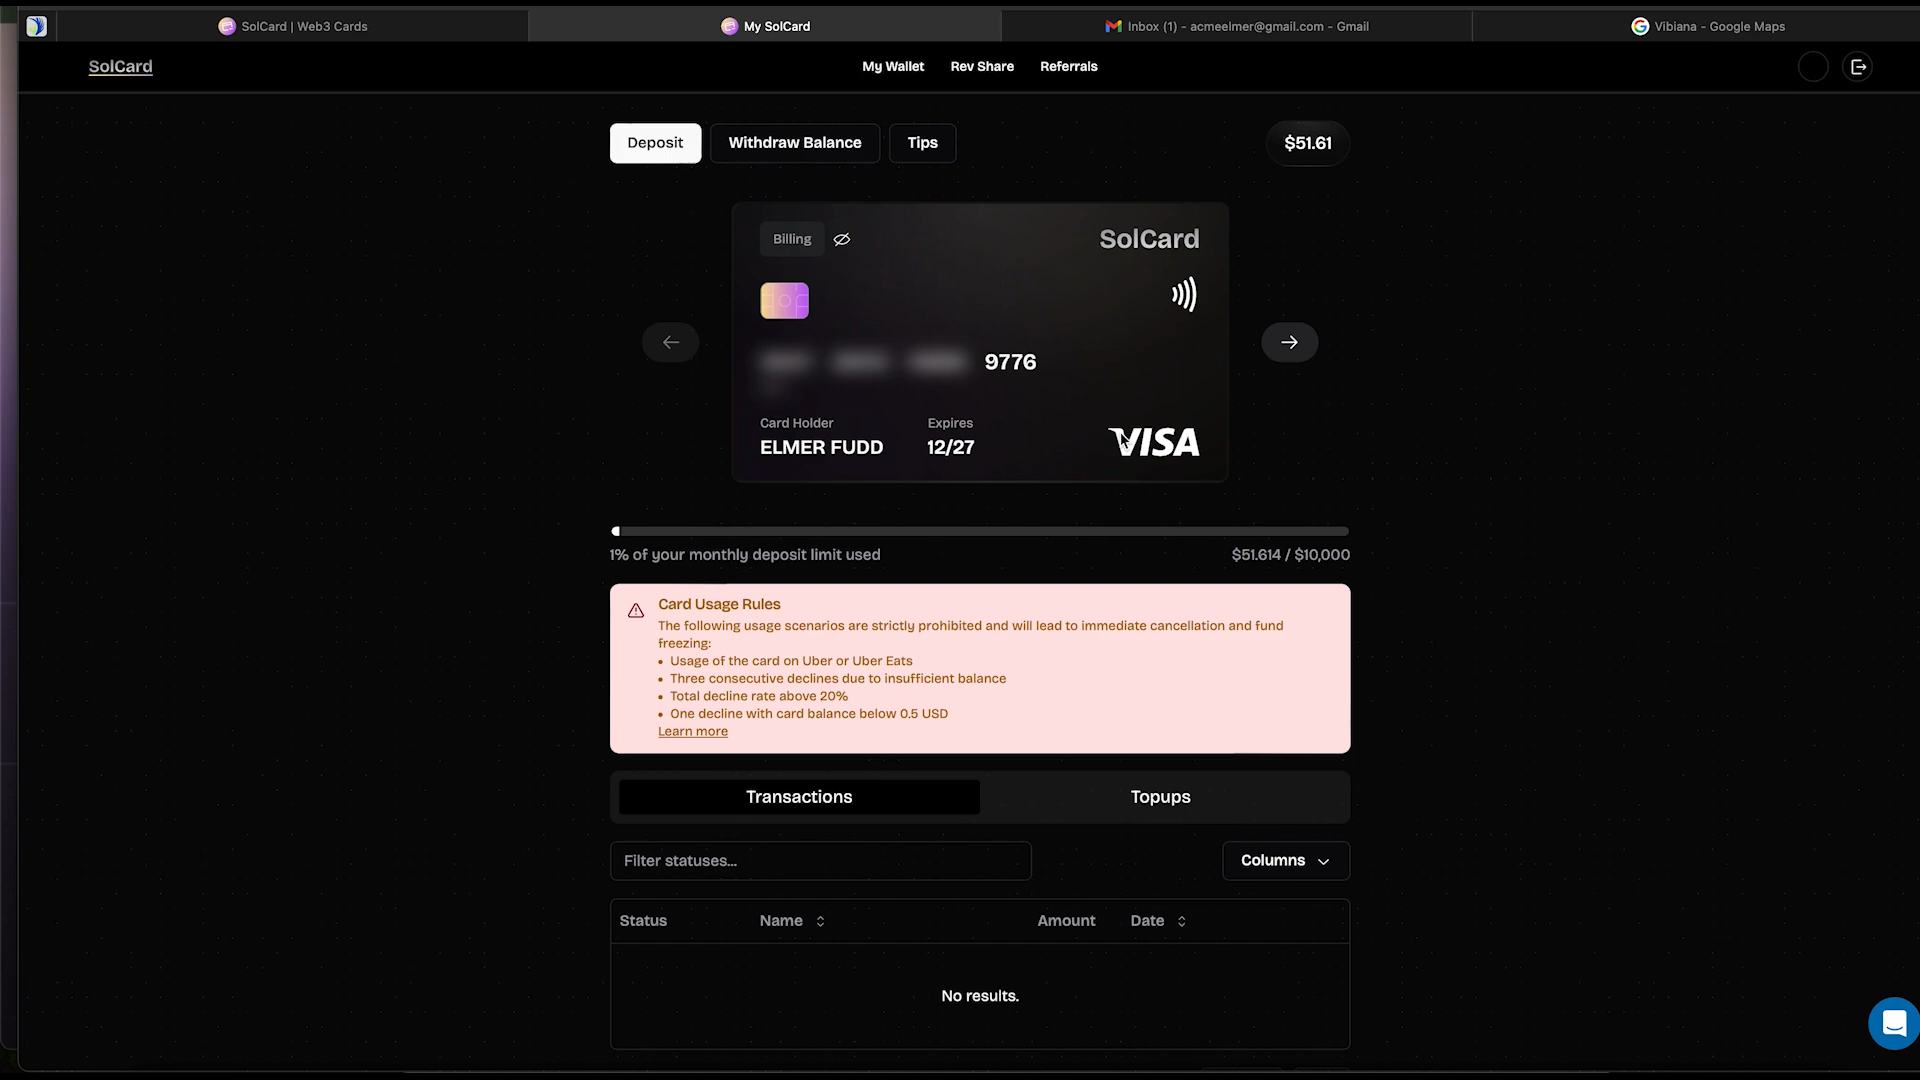 SolCard | Web3 Cards
My SolCard
Inbox (1) - acmeelmer@gmail.com - Gmail
Vibiana - Google Maps
SolCard
My Wallet
Rev Share
Referrals
Deposit
Withdraw Balance
Tips
$51.61
Billing
SolCard
9776
Card Holder
Expires
ELMER FUDD
12/27
VISA
1% of your monthly deposit limit used
$51.614 / $10,000
Card Usage Rules
The following usage scenarios are strictly prohibited and will lead to immediate cancellation and fund
freezing:
• Usage of the card on Uber or Uber Eats
• Three consecutive declines due to insufficient balance
• Total decline rate above 20%
• One decline with card balance below 0.5 USD
Learn more
Transactions
Topups
Filter statuses...
Columns
Status
Name
Amount
Date
No results.